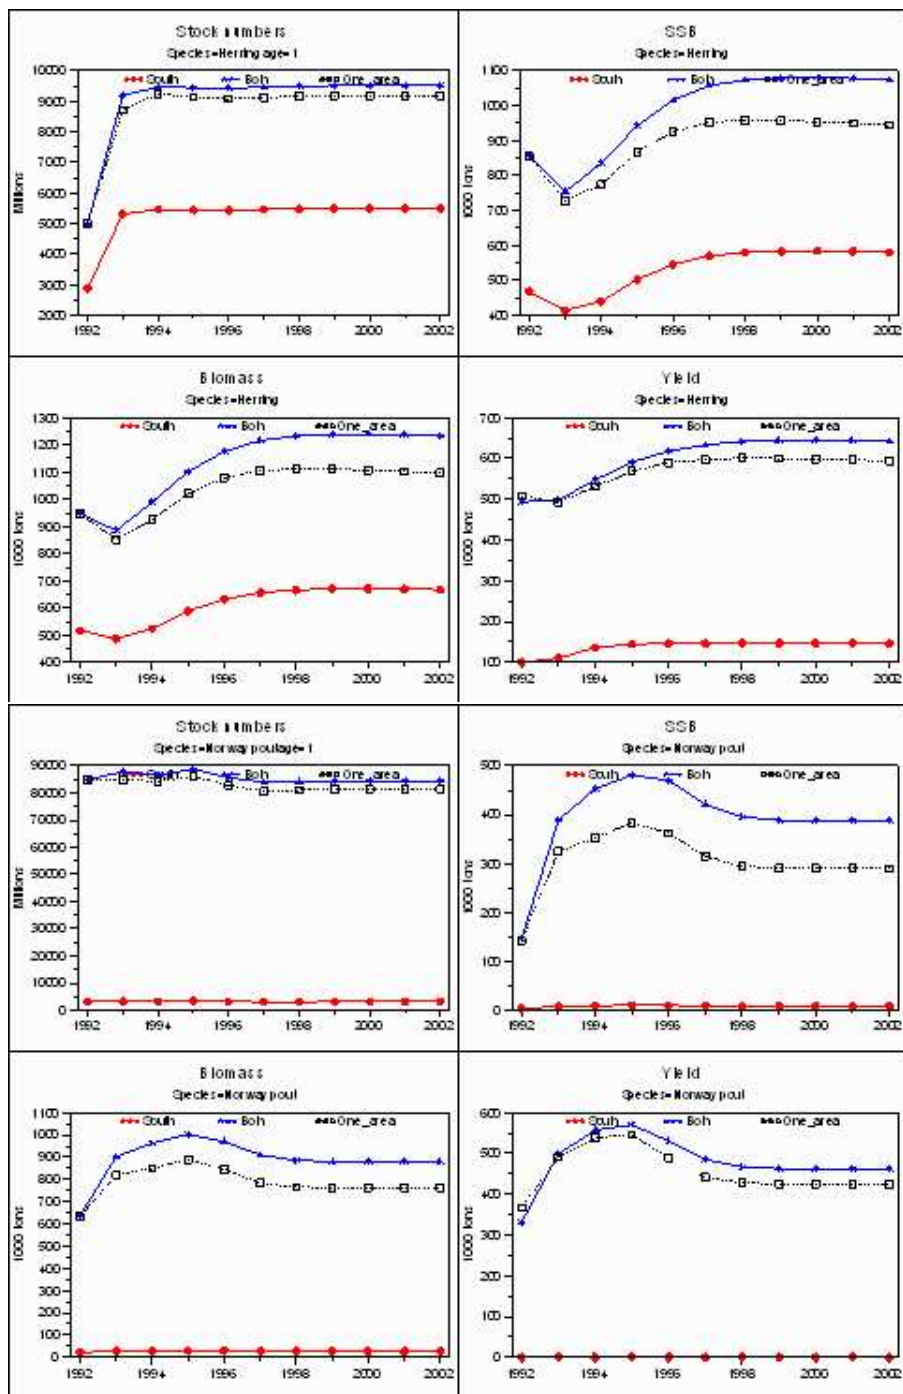 Stock numbers
Species=Herring age=1
South Both One_area
10000
9000
8000
7000
6000
5000
4000
3000
2000
Millions
1992 1994 1996 1998 2000 2002
SSB
Species=Herring
South Both One_area
1100
1000
900
800
700
600
500
400
1000 tons
1992 1994 1996 1998 2000 2002
Biomass
Species=Herring
South Both One_area
1300
1200
1100
1000
900
800
700
600
500
400
1000 tons
1992 1994 1996 1998 2000 2002
Yield
Species=Herring
South Both One_area
700
600
500
400
300
200
100
1000 tons
1992 1994 1996 1998 2000 2002
Stock numbers
Species=Norway poutage=1
South Both One_area
90000
80000
70000
60000
50000
40000
30000
20000
10000
0
Millions
1992 1994 1996 1998 2000 2002
SSB
Species=Norway pout
South Both One_area
500
400
300
200
100
0
1000 tons
1992 1994 1996 1998 2000 2002
Biomass
Species=Norway pout
South Both One_area
1100
1000
900
800
700
600
500
400
300
200
100
0
1000 tons
1992 1994 1996 1998 2000 2002
Yield
Species=Norway pout
South Both One_area
600
500
400
300
200
100
0
1000 tons
1992 1994 1996 1998 2000 2002